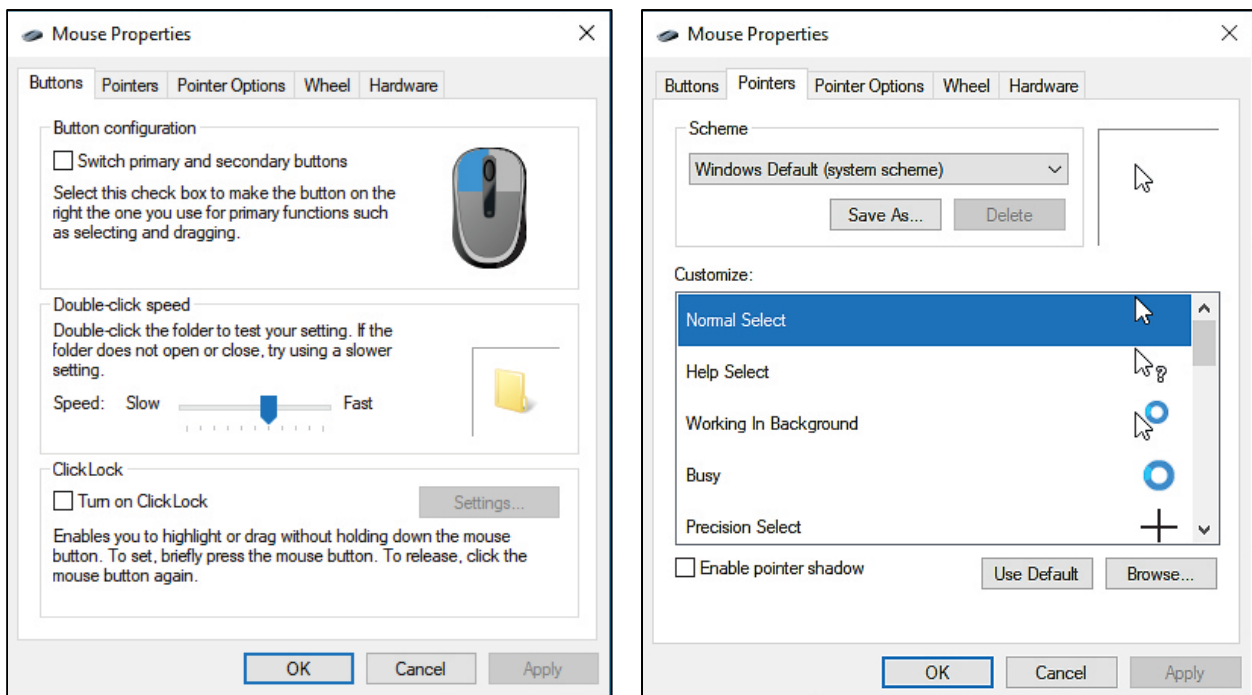 Mouse Properties
Buttons Pointers Pointer Options Wheel Hardware
Button configuration
Switch primary and secondary buttons
Select this check box to make the button on the
right the one you use for primary functions such
as selecting and dragging.
Double-click speed
Double-click the folder to test your setting. If the
folder does not open or close, try using a slower
setting.
Speed: Slow Fast
ClickLock
Turn on ClickLock
Settings...
Enables you to highlight or drag without holding down the mouse
button. To set, briefly press the mouse button. To release, click the
mouse button again.
OK Cancel Apply
Mouse Properties
Buttons Pointers Pointer Options Wheel Hardware
Scheme
Windows Default (system scheme)
Save As... Delete
Customize:
Normal Select
Help Select
Working In Background
Busy
Precision Select
Enable pointer shadow
Use Default Browse...
OK Cancel Apply